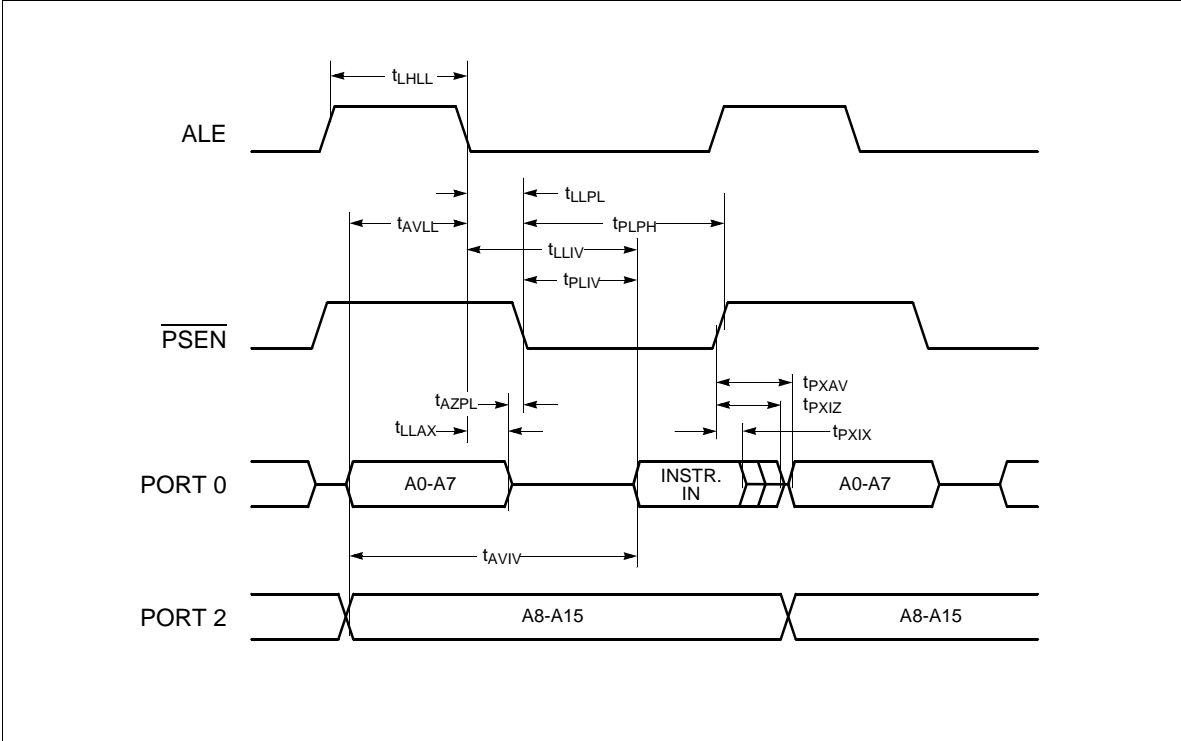 tLHLL
ALE
tLLPL
tAVLL
tPLPH
tLLIV
tPLIV
PSEN
tPXAV
tAZPL
tPXIZ
tLLAX
tPXIX
PORT 0
A0-A7
INSTR.
IN
A0-A7
tAVIV
PORT 2
A8-A15
A8-A15